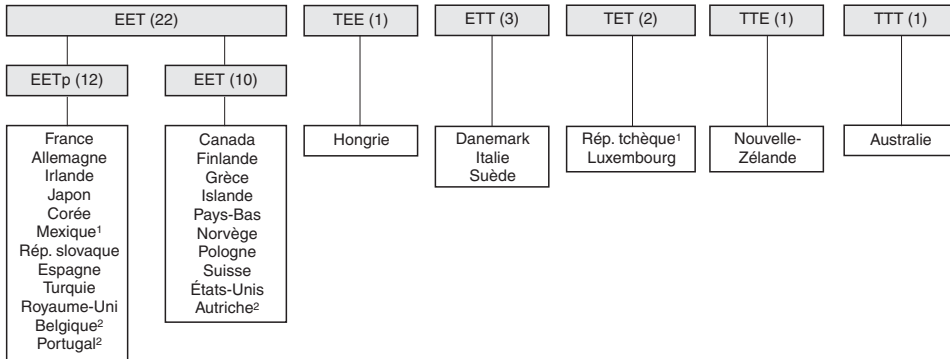 EET (22)
TEE (1)
ETT (3)
TET (2)
TTE (1)
TTT (1)
EETp (12)
EET (10)
France
Allemagne
Irlande
Japon
Corée
Mexique¹
Rép. slovaque
Espagne
Turquie
Royaume-Uni
Belgique²
Portugal²
Canada
Finlande
Grèce
Islande
Pays-Bas
Norvège
Pologne
Suisse
États-Unis
Autriche²
Hongrie
Danemark
Italie
Suède
Rép. tchèque¹
Luxembourg
Nouvelle-
Zélande
Australie